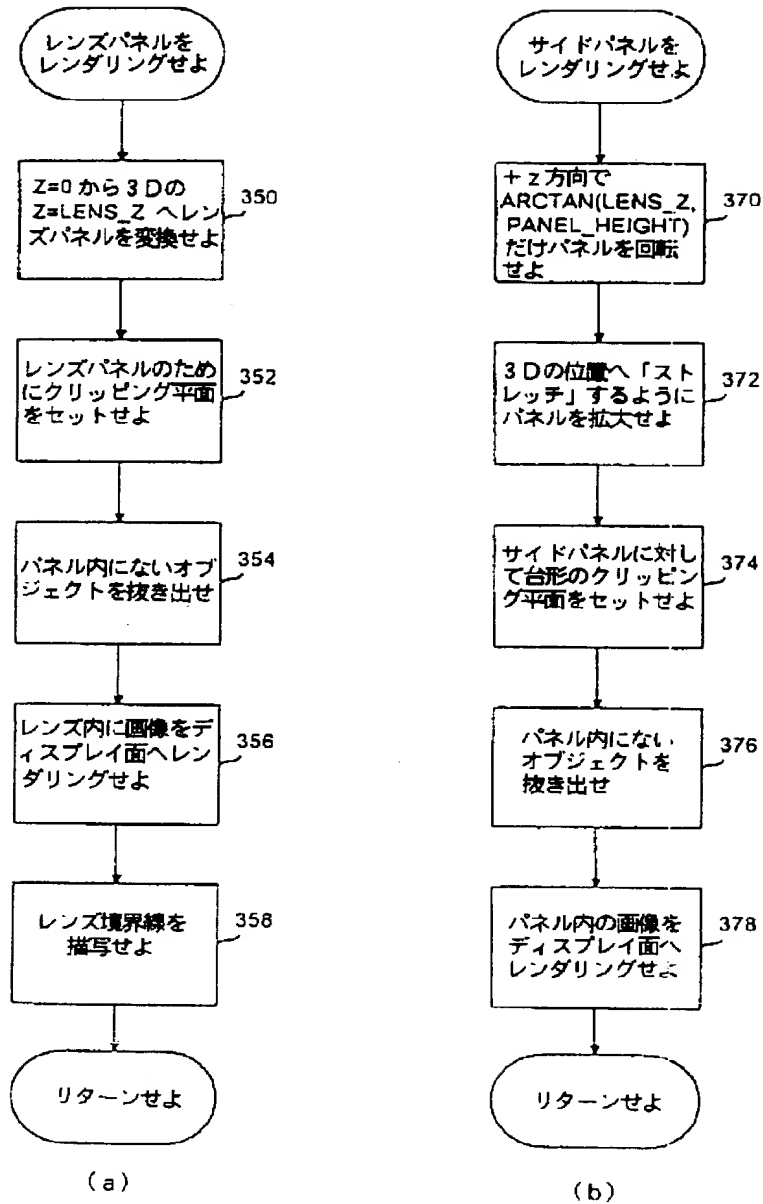 レンズパネルを
レンダリングせよ
Z=0から3Dの
Z=LENS_Zへレン
ズパネルを変換せよ
350
レンズパネルのため
にクリッピング平面
をセットせよ
352
パネル内にないオブ
ジェクトを抜き出せ
354
レンズ内に画像をデ
ィスプレイ面へレン
ダリングせよ
356
レンズ境界線を
描写せよ
358
リターンせよ
(a)
サイドパネルを
レンダリングせよ
+z方向で
ARCTAN(LENS_Z,
PANEL_HEIGHT)
だけパネルを回転
せよ
370
3Dの位置へ「スト
レッチ」するように
パネルを拡大せよ
372
サイドパネルに対し
て台形のクリッピン
グ平面をセットせよ
374
パネル内にない
オブジェクトを
抜き出せ
376
パネル内の画像を
ディスプレイ面へ
レンダリングせよ
378
リターンせよ
(b)